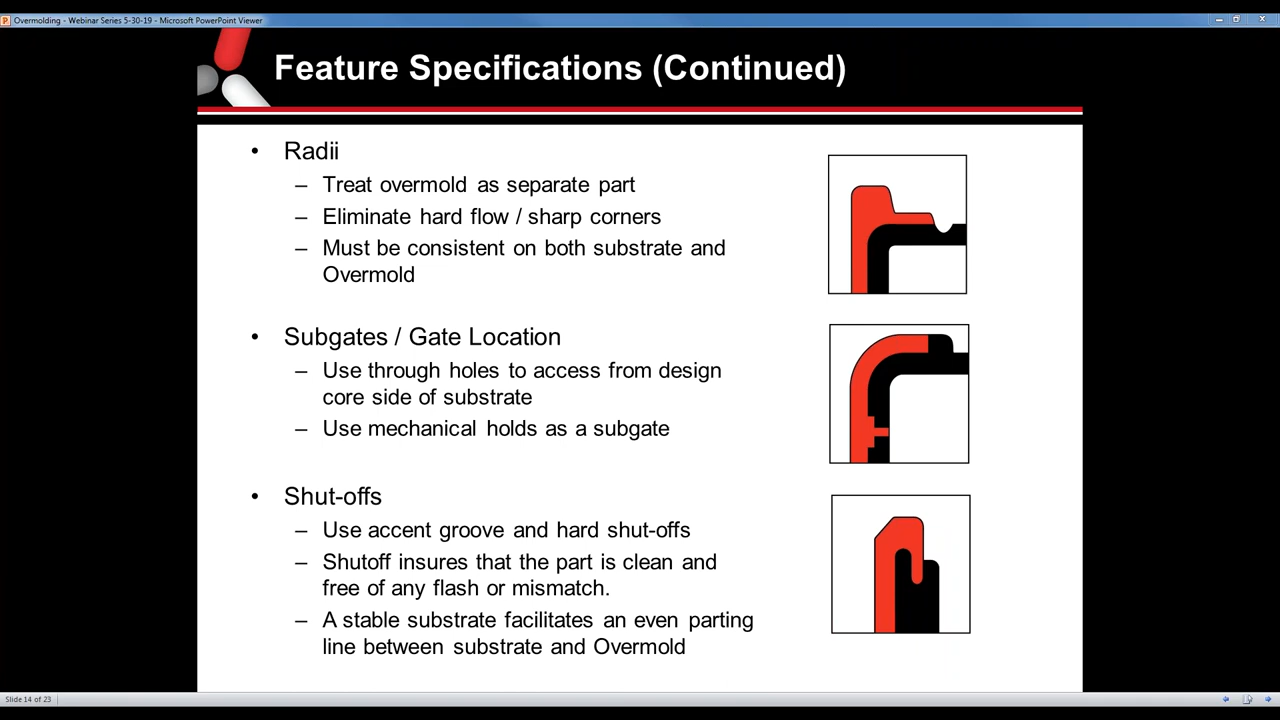 Overmolding - Webinar Series 5-30-19 - Microsoft PowerPoint Viewer
Feature Specifications (Continued)
• Radii
– Treat overmold as separate part
– Eliminate hard flow / sharp corners
– Must be consistent on both substrate and
Overmold
• Subgates / Gate Location
– Use through holes to access from design
core side of substrate
– Use mechanical holds as a subgate
• Shut-offs
– Use accent groove and hard shut-offs
– Shutoff insures that the part is clean and
free of any flash or mismatch.
– A stable substrate facilitates an even parting
line between substrate and Overmold
Slide 14 of 23